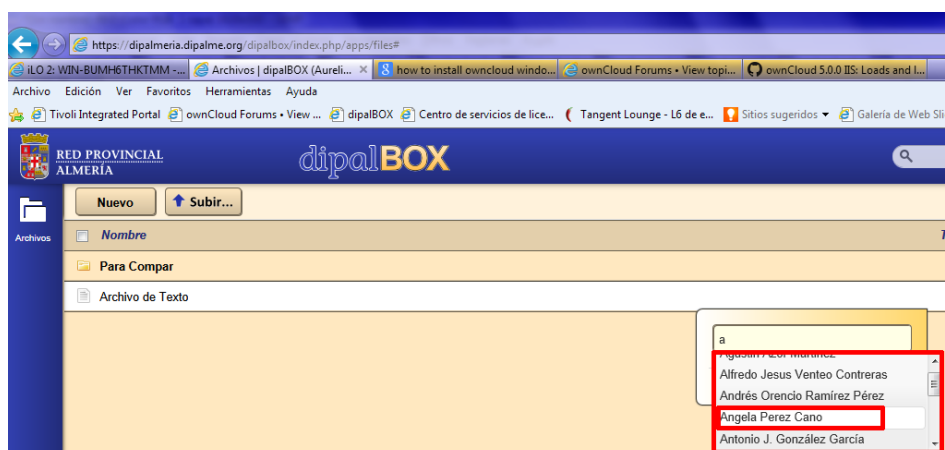 https://dipalmeria.dipalme.org/dipalbox/index.php/apps/files#
iLO 2: WIN-BUMH6THKTMM -... Archivos | dipalBOX (Aureli... × how to install owncloud windo... ownCloud Forums • View topi... ownCloud 5.0.0 IIS: Loads and l...
Archivo Edición Ver Favoritos Herramientas Ayuda
Tivoli Integrated Portal ownCloud Forums • View ... dipalBOX Centro de servicios de lice... Tangent Lounge - L6 de e... Sitios sugeridos Galería de Web Sli
RED PROVINCIAL
ALMERÍA
dipalBOX
Nuevo Subir...
Archivos
Nombre
Para Compar
Archivo de Texto
a
Alfredo Jesus Venteo Contreras
Andrés Orencio Ramírez Pérez
Angela Perez Cano
Antonio J. González García